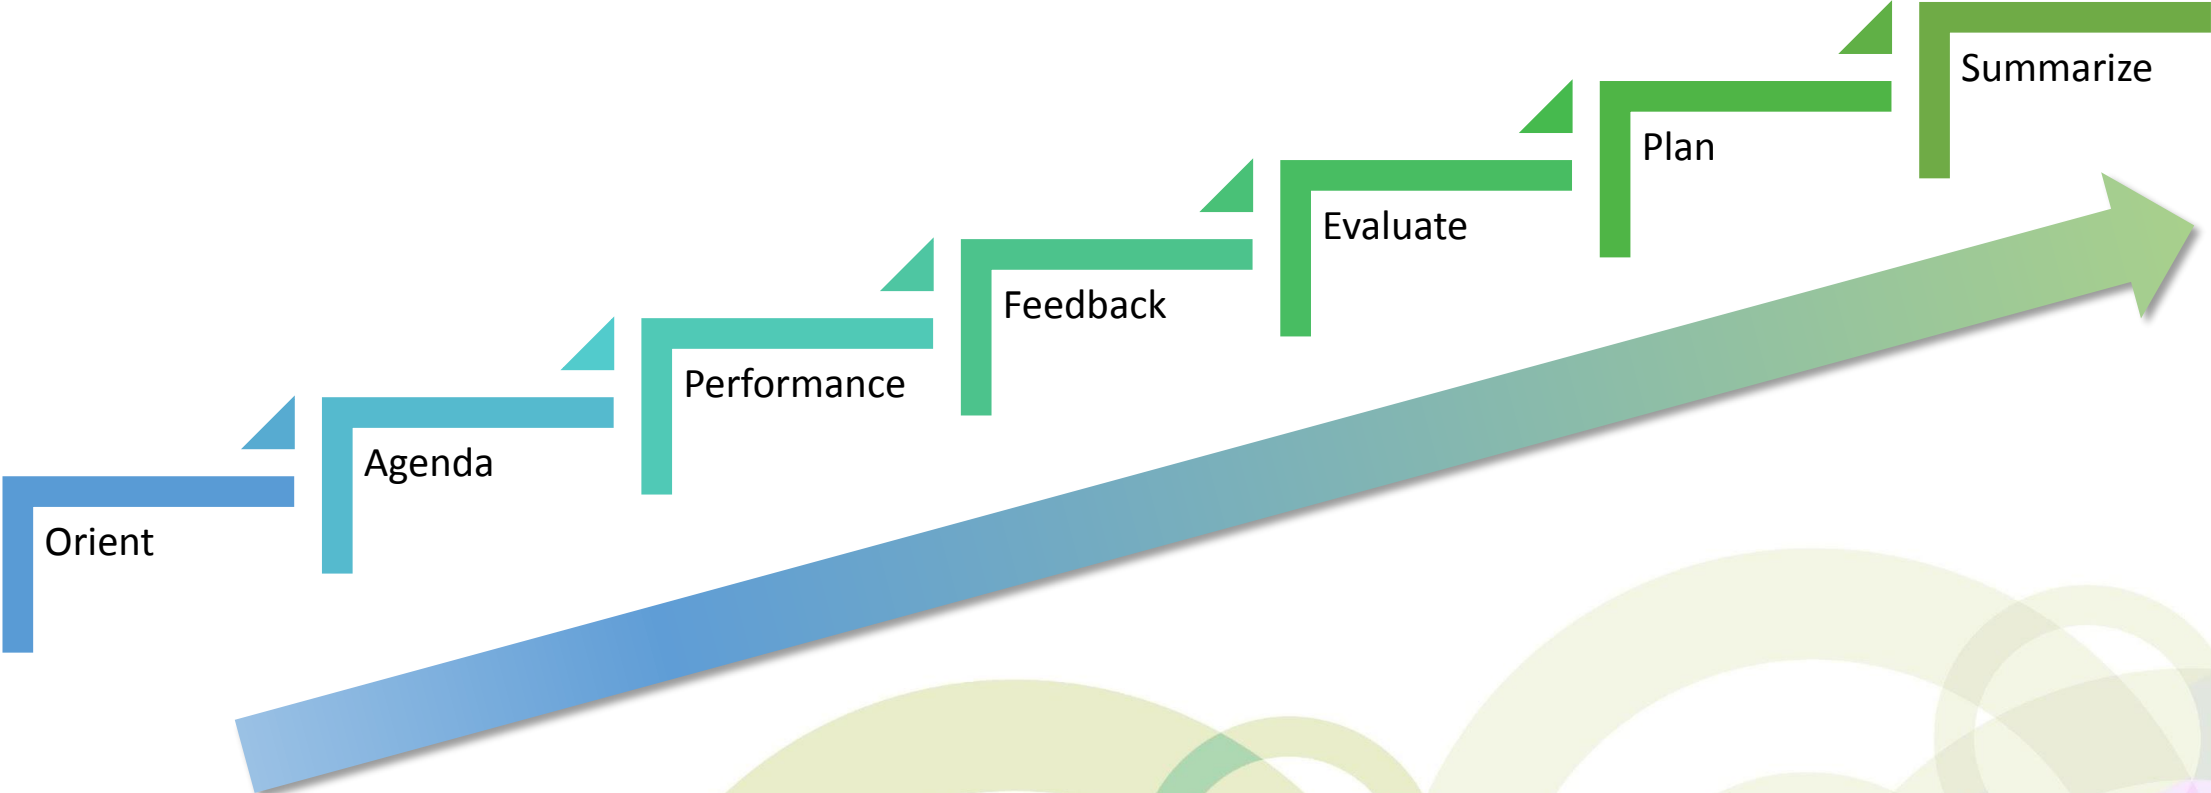 Orient
Agenda
Performance
Feedback
Evaluate
Plan
Summarize